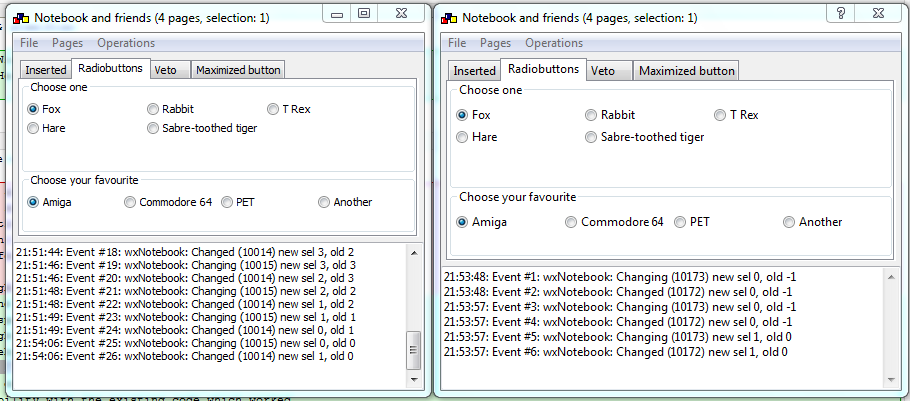 Notebook and friends (4 pages, selection: 1)
File Pages Operations
Inserted Radiobuttons Veto Maximized button
Choose one
Fox Rabbit T Rex
Hare Sabre-toothed tiger
Choose your favourite
Amiga Commodore 64 PET Another
21:51:44: Event #18: wxNotebook: Changed (10014) new sel 3, old 2
21:51:46: Event #19: wxNotebook: Changing (10015) new sel 3, old 3
21:51:46: Event #20: wxNotebook: Changed (10014) new sel 2, old 3
21:51:48: Event #21: wxNotebook: Changing (10015) new sel 2, old 2
21:51:48: Event #22: wxNotebook: Changed (10014) new sel 1, old 2
21:51:49: Event #23: wxNotebook: Changing (10015) new sel 1, old 1
21:51:49: Event #24: wxNotebook: Changed (10014) new sel 0, old 1
21:54:06: Event #25: wxNotebook: Changing (10015) new sel 0, old 0
21:54:06: Event #26: wxNotebook: Changed (10014) new sel 1, old 0
Notebook and friends (4 pages, selection: 1)
File Pages Operations
Inserted Radiobuttons Veto Maximized button
Choose one
Fox Rabbit T Rex
Hare Sabre-toothed tiger
Choose your favourite
Amiga Commodore 64 PET Another
21:53:48: Event #1: wxNotebook: Changing (10173) new sel 0, old -1
21:53:48: Event #2: wxNotebook: Changed (10172) new sel 0, old -1
21:53:57: Event #3: wxNotebook: Changing (10173) new sel 0, old -1
21:53:57: Event #4: wxNotebook: Changed (10172) new sel 0, old -1
21:53:57: Event #5: wxNotebook: Changing (10173) new sel 1, old 0
21:53:57: Event #6: wxNotebook: Changed (10172) new sel 1, old 0
with the existing code which worked